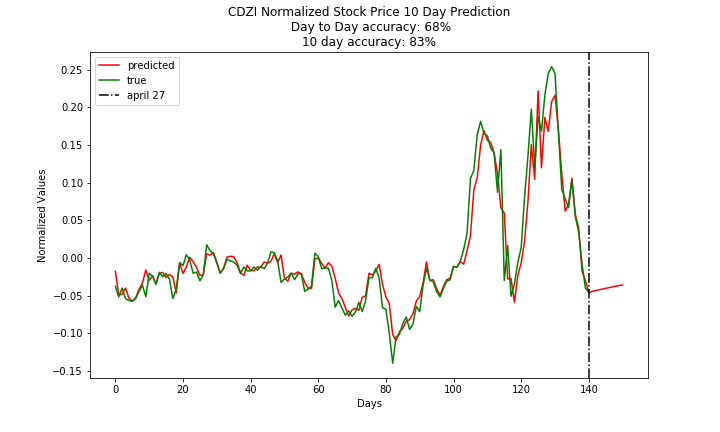 CDZI Normalized Stock Price 10 Day Prediction
Day to Day accuracy: 68%
10 day accuracy: 83%
predicted
true
april 27
Normalized Values
0.25
0.20
0.15
0.10
0.05
0.00
−0.05
−0.10
−0.15
0 20 40 60 80 100 120 140
Days